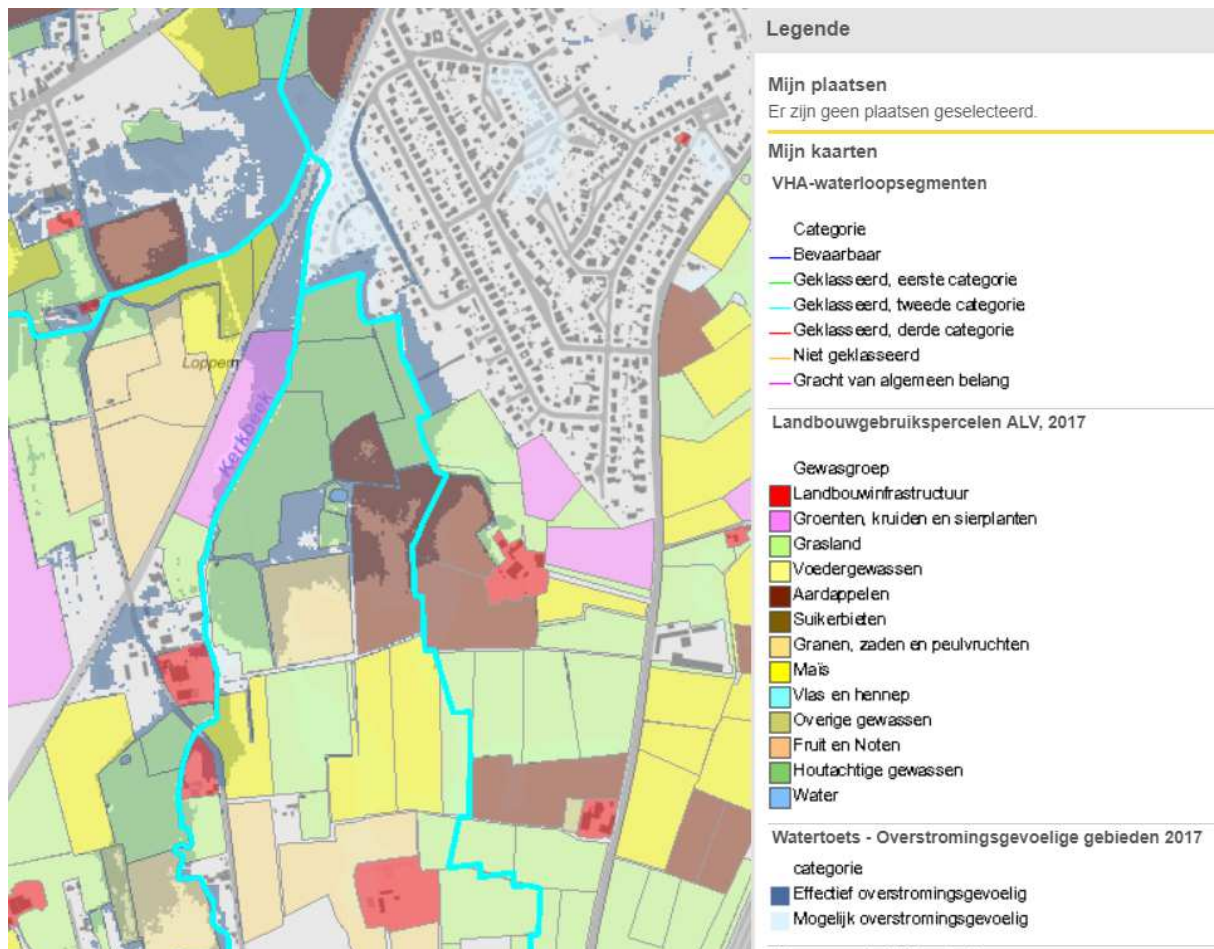 Loppem
Kerkbeek
Legende
Mijn plaatsen
Er zijn geen plaatsen geselecteerd.
Mijn kaarten
VHA-waterloopsegmenten
Categorie
Bevaarbaar
Geklasseerd, eerste categorie
Geklasseerd, tweede categorie
Geklasseerd, derde categorie
Niet geklasseerd
Gracht van algemeen belang
Landbouwgebruikspercelen ALV, 2017
Gewasgroep
Landbouwinfrastructuur
Groenten, kruiden en sierplanten
Grasland
Voedergewassen
Aardappelen
Suikerbieten
Granen, zaden en peulvruchten
Maïs
Vlas en hennep
Overige gewassen
Fruit en Noten
Houtachtige gewassen
Water
Watertoets - Overstromingsgevoelige gebieden 2017
categorie
Effectief overstromingsgevoelig
Mogelijk overstromingsgevoelig